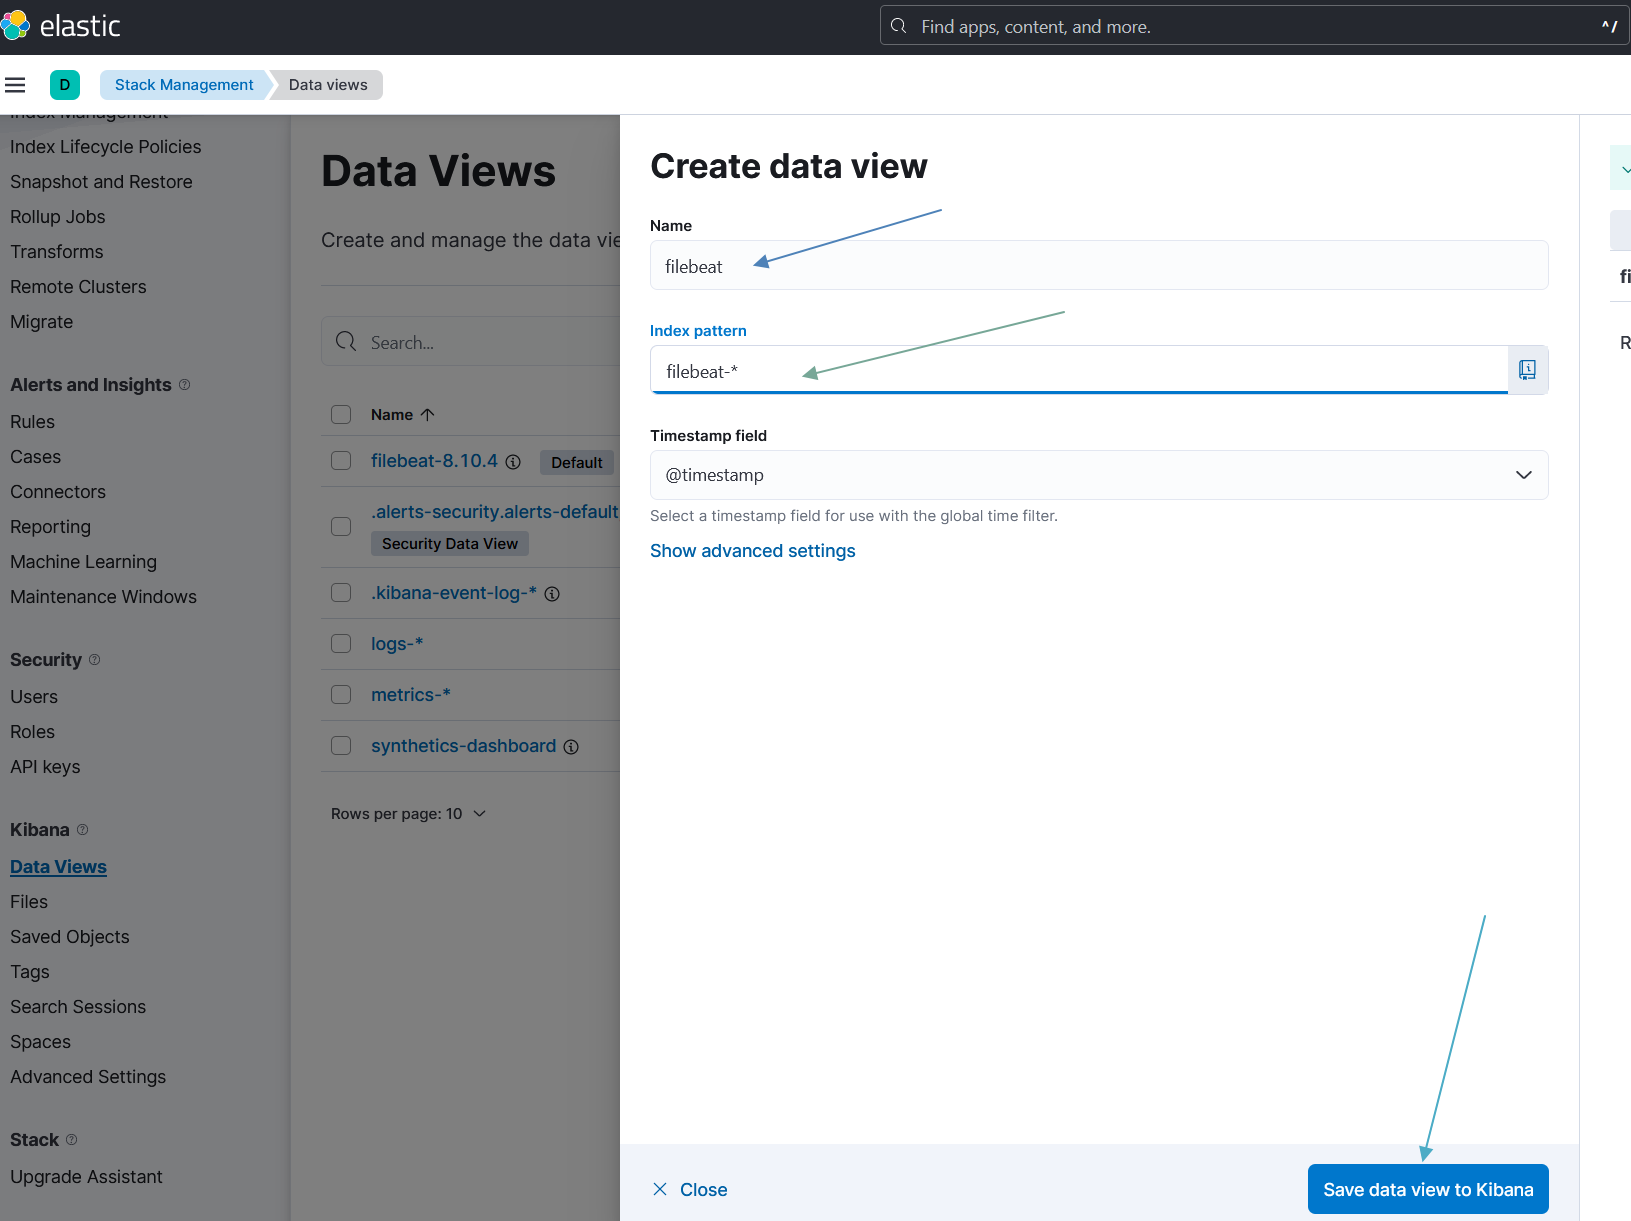 elastic
Find apps, content, and more.
^/
D
Stack Management
Data views
Index Management
Index Lifecycle Policies
Snapshot and Restore
Rollup Jobs
Transforms
Remote Clusters
Migrate
Alerts and Insights
Rules
Cases
Connectors
Reporting
Machine Learning
Maintenance Windows
Security
Users
Roles
API keys
Kibana
Data Views
Files
Saved Objects
Tags
Search Sessions
Spaces
Advanced Settings
Stack
Upgrade Assistant
Data Views
Create and manage the data vie
Search...
Name
filebeat-8.10.4
Default
.alerts-security.alerts-default
Security Data View
.kibana-event-log-*
logs-*
metrics-*
synthetics-dashboard
Rows per page: 10
Create data view
Name
filebeat
Index pattern
filebeat-*
Timestamp field
@timestamp
Select a timestamp field for use with the global time filter.
Show advanced settings
Close
Save data view to Kibana
fi
R